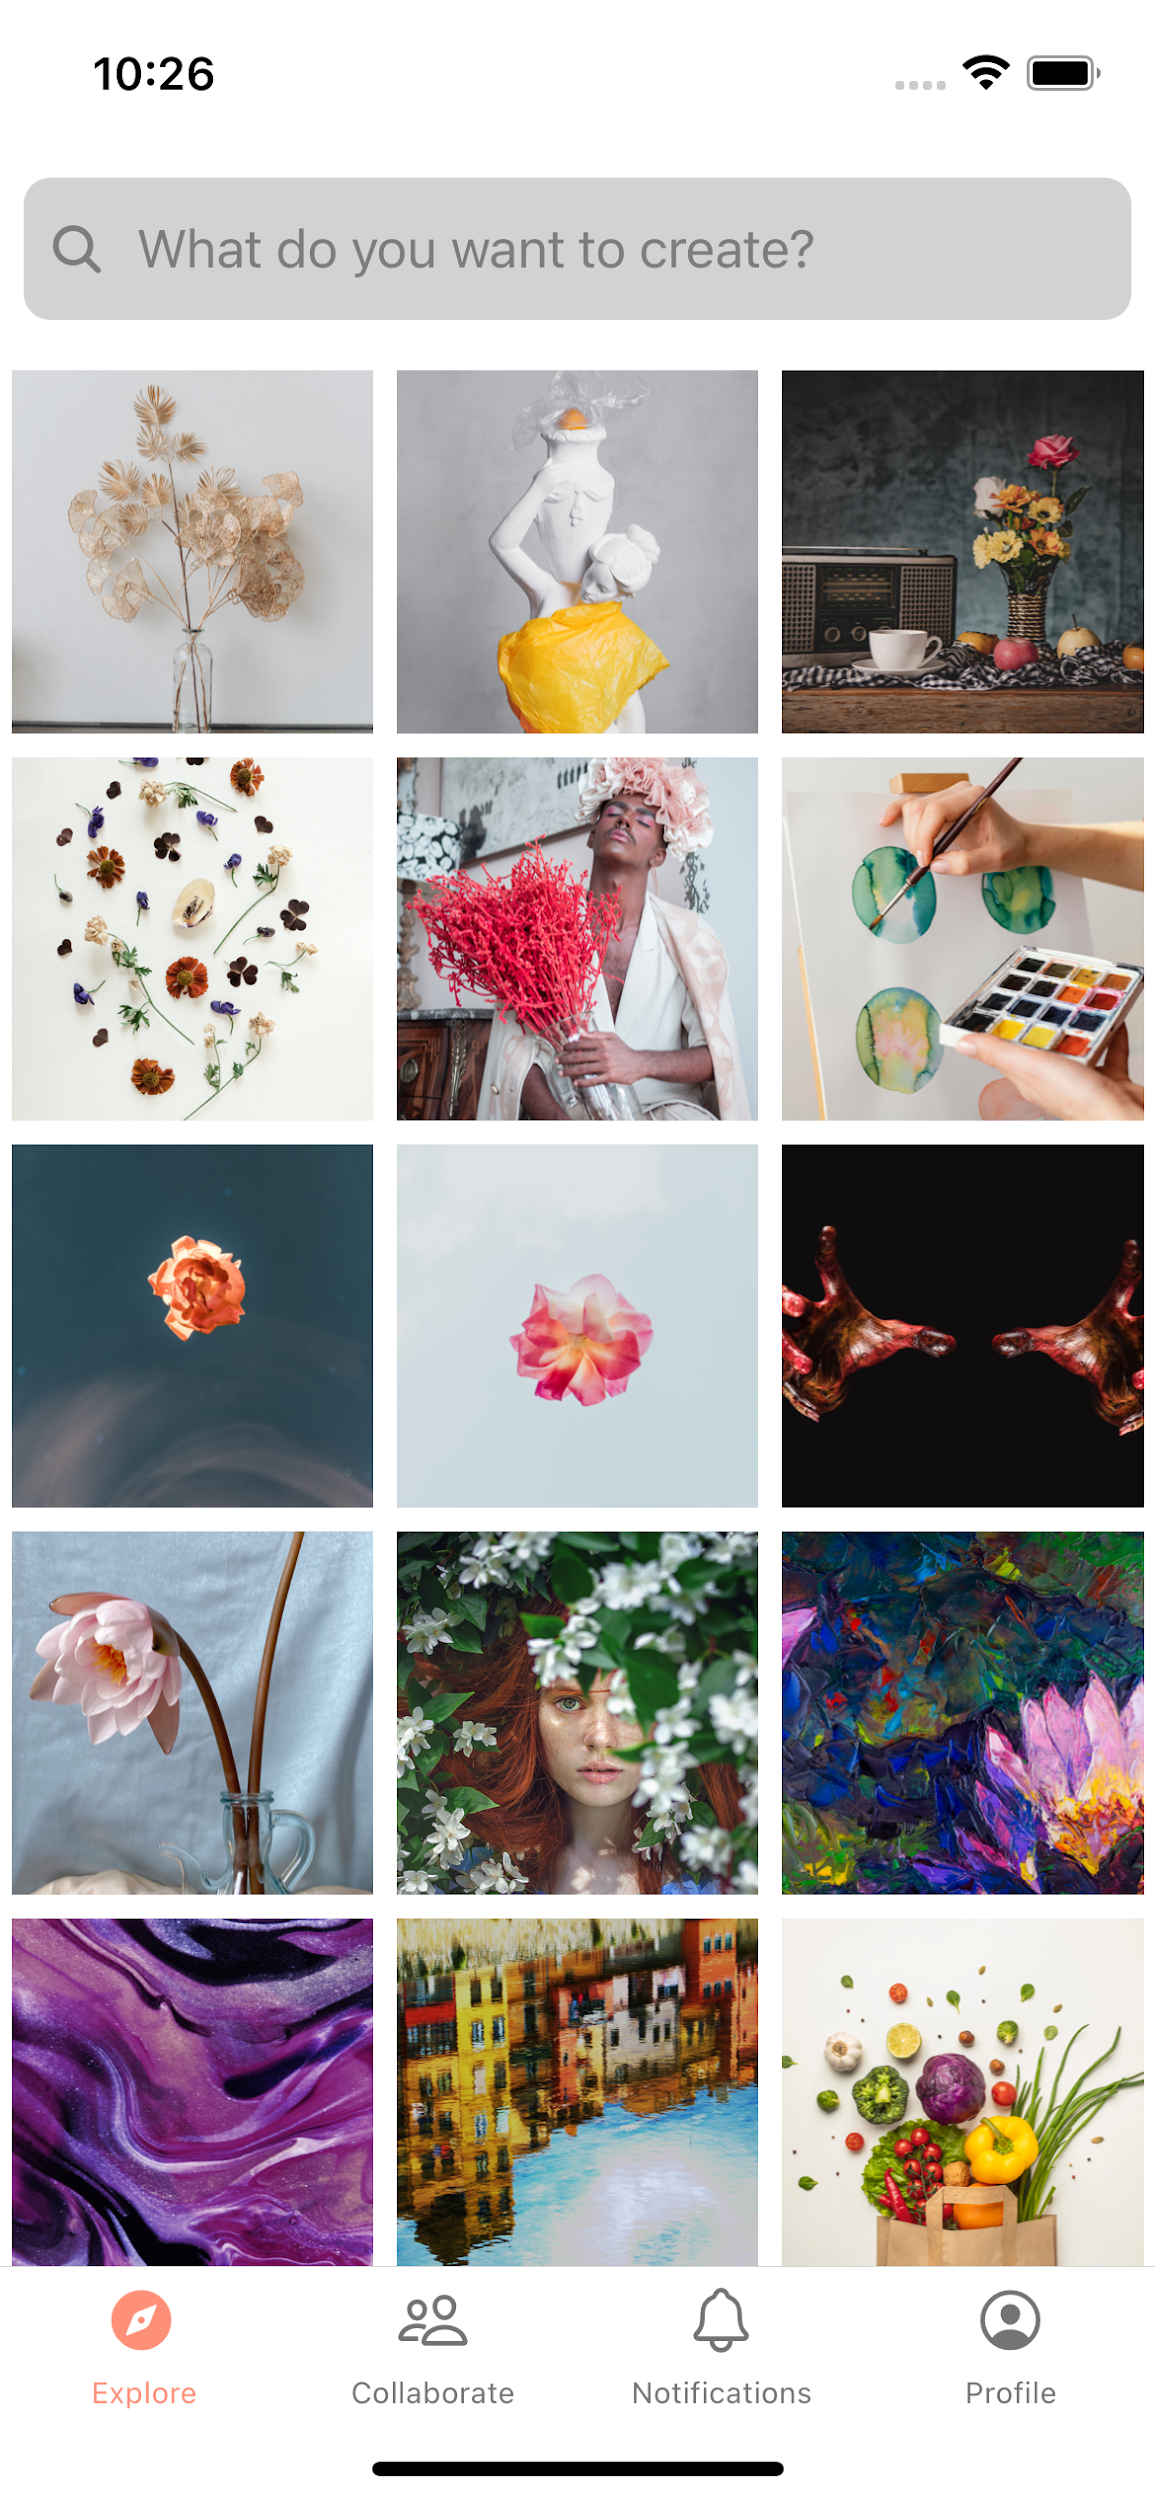 10:26
What do you want to create?
Explore
Collaborate
Notifications
Profile